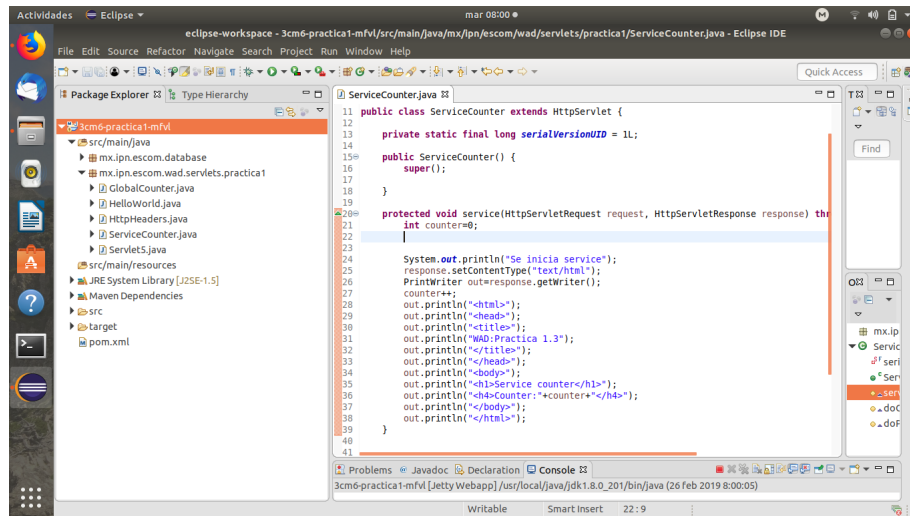 Actividades Eclipse mar 08:00
eclipse-workspace - 3cm6-practica1-mfvl/src/main/java/mx/ipn/escom/wad/servlets/practica1/ServiceCounter.java - Eclipse IDE
File Edit Source Refactor Navigate Search Project Run Window Help
Quick Access
Package Explorer Type Hierarchy
3cm6-practica1-mfvl
src/main/java
mx.ipn.escom.database
mx.ipn.escom.wad.servlets.practica1
GlobalCounter.java
HelloWorld.java
HttpHeaders.java
ServiceCounter.java
Servlet5.java
src/main/resources
JRE System Library [J2SE-1.5]
Maven Dependencies
src
target
pom.xml
ServiceCounter.java
11 public class ServiceCounter extends HttpServlet {
12
13 private static final long serialVersionUID = 1L;
14
15 public ServiceCounter() {
16 super();
17
18 }
19
20 protected void service(HttpServletRequest request, HttpServletResponse response) thr
21 int counter=0;
22
23
24 System.out.println("Se inicia service");
25 response.setContentType("text/html");
26 PrintWriter out=response.getWriter();
27 counter++;
28 out.println("<html>");
29 out.println("<head>");
30 out.println("<title>");
31 out.println("WAD:Practica 1.3");
32 out.println("</title>");
33 out.println("</head>");
34 out.println("<body>");
35 out.println("<h1>Service counter</h1>");
36 out.println("<h4>Counter:"+counter+"</h4>");
37 out.println("</body>");
38 out.println("</html>");
39 }
40
41
Find
mx.ip
Servic
seri
Ser
ser
doG
doP
Problems Javadoc Declaration Console
3cm6-practica1-mfvl [Jetty Webapp] /usr/local/java/jdk1.8.0_201/bin/java (26 feb 2019 8:00:05)
Writable Smart Insert 22 : 9